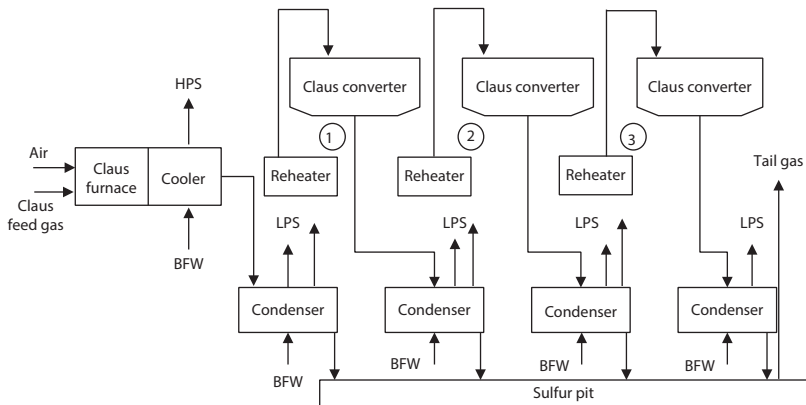 Claus converter
Claus converter
Claus converter
HPS
1
2
3
Air
Claus
furnace
Cooler
Reheater
Reheater
Reheater
Tail gas
Claus
feed gas
LPS
LPS
LPS
LPS
BFW
Condenser
Condenser
Condenser
Condenser
BFW
BFW
BFW
BFW
Sulfur pit